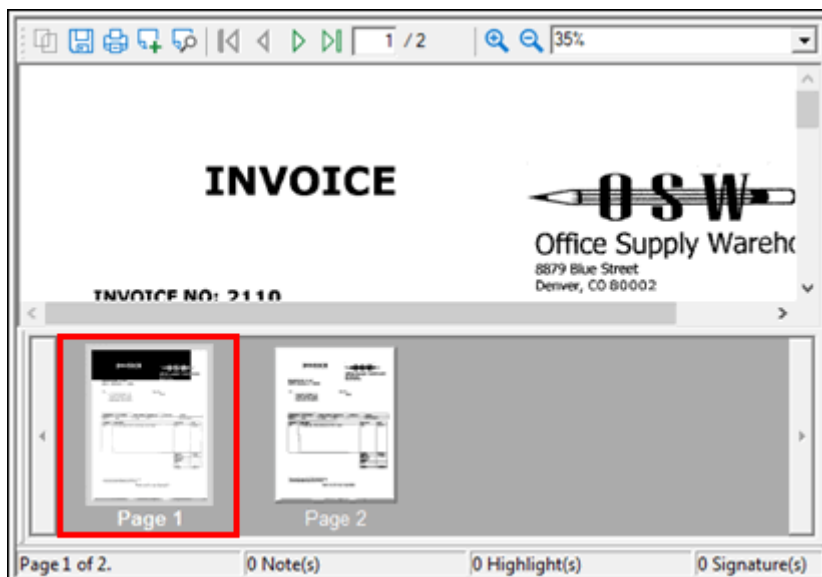 1 / 2 35%
INVOICE
OSW
Office Supply Wareho
8879 Blue Street
Denver, CO 80002
INVOICE NO: 2110
Page 1 Page 2
Page 1 of 2. 0 Note(s) 0 Highlight(s) 0 Signature(s)